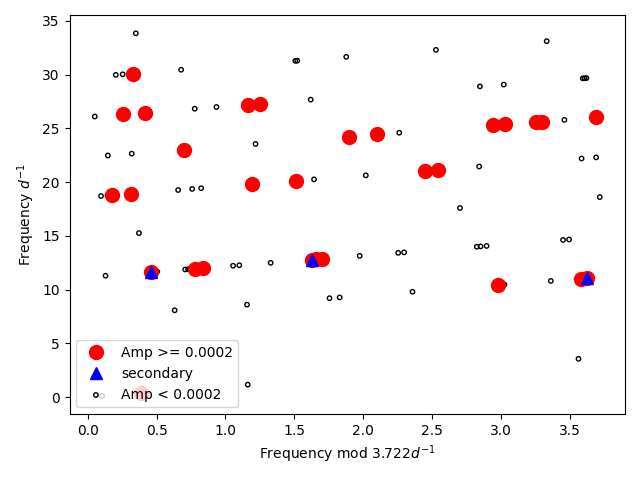 35
30
25
20
15
10
5
0
Frequency $d^{-1}$
Amp >= 0.0002
secondary
Amp < 0.0002
0.0 0.5 1.0 1.5 2.0 2.5 3.0 3.5
Frequency mod 3.722$d^{-1}$